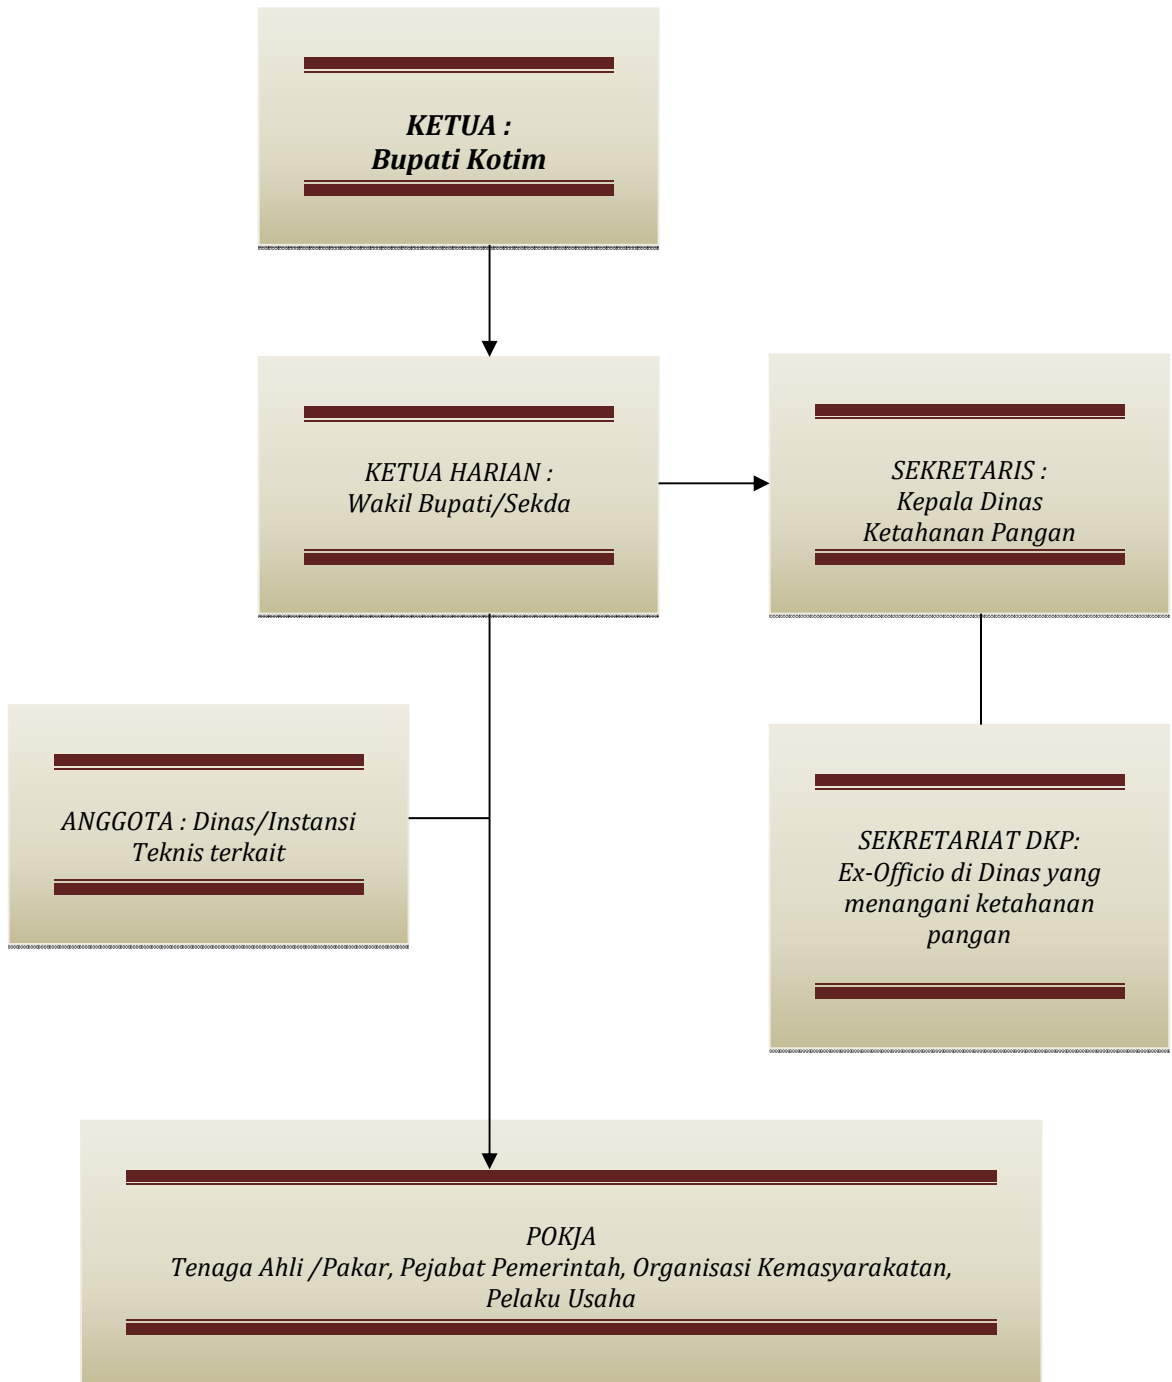 KETUA :
Bupati Kotim
KETUA HARIAN :
Wakil Bupati/Sekda
SEKRETARIS :
Kepala Dinas
Ketahanan Pangan
ANGGOTA : Dinas/Instansi
Teknis terkait
SEKRETARIAT DKP:
Ex-Officio di Dinas yang
menangani ketahanan
pangan
POKJA
Tenaga Ahli /Pakar, Pejabat Pemerintah, Organisasi Kemasyarakatan,
Pelaku Usaha